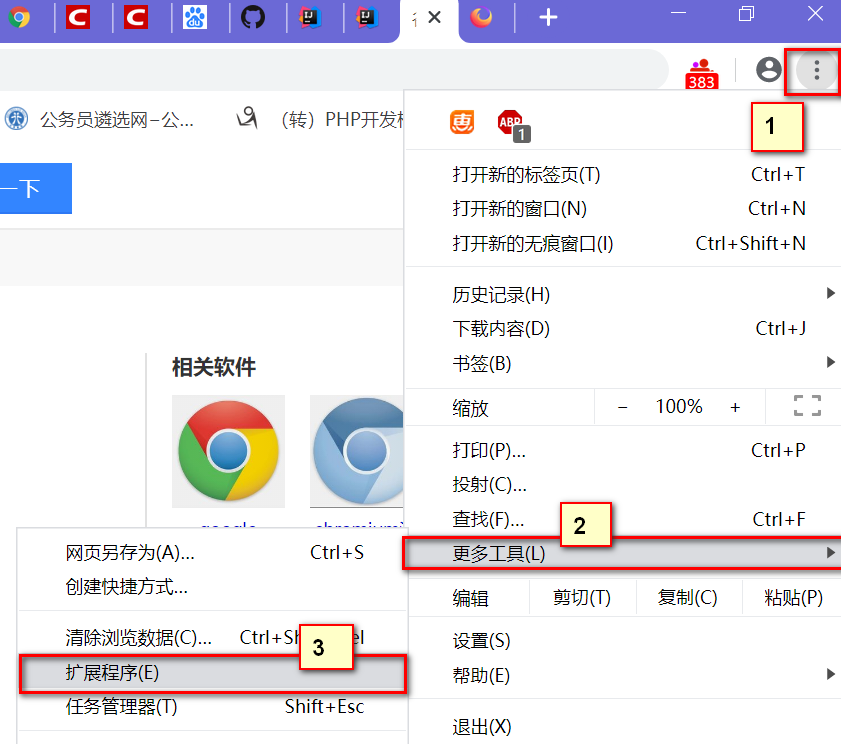 383
公务员遴选网-公...
（转）PHP开发
1
ABP
1
一下
打开新的标签页(T) Ctrl+T
打开新的窗口(N) Ctrl+N
打开新的无痕窗口(I) Ctrl+Shift+N
历史记录(H)
下载内容(D) Ctrl+J
书签(B)
相关软件
缩放 − 100% +
打印(P)... Ctrl+P
投射(C)...
查找(F)... Ctrl+F
2
更多工具(L)
网页另存为(A)... Ctrl+S
创建快捷方式...
编辑 剪切(T) 复制(C) 粘贴(P)
清除浏览数据(C)...
设置(S)
3
扩展程序(E)
帮助(E)
任务管理器(T) Shift+Esc
退出(X)